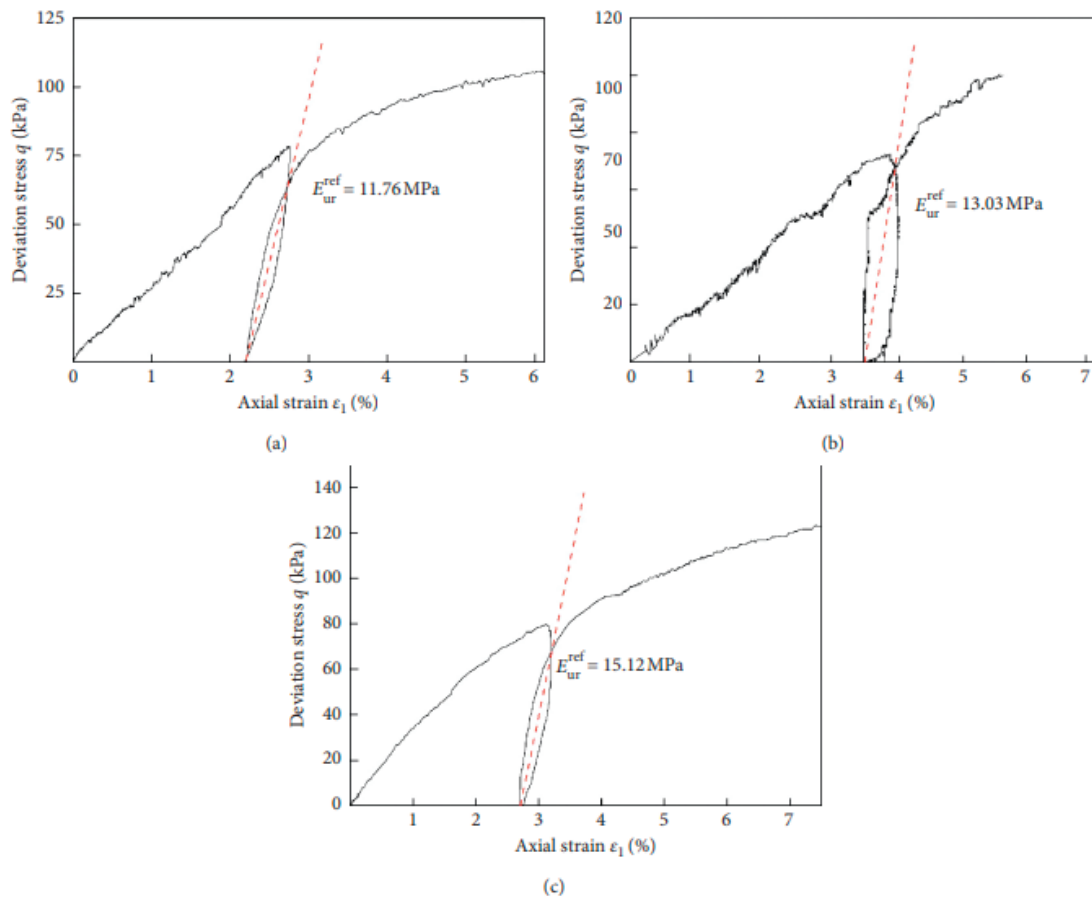 125
100
75
50
25
0 1 2 3 4 5 6
Deviation stress q (kPa)
E_ur^ref = 11.76 MPa
Axial strain ε₁ (%)
(a)
120
100
70
50
20
0 1 2 3 4 5 6 7
Deviation stress q (kPa)
E_ur^ref = 13.03 MPa
Axial strain ε₁ (%)
(b)
140
120
100
80
60
40
20
0
1 2 3 4 5 6 7
Deviation stress q (kPa)
E_ur^ref = 15.12 MPa
Axial strain ε₁ (%)
(c)